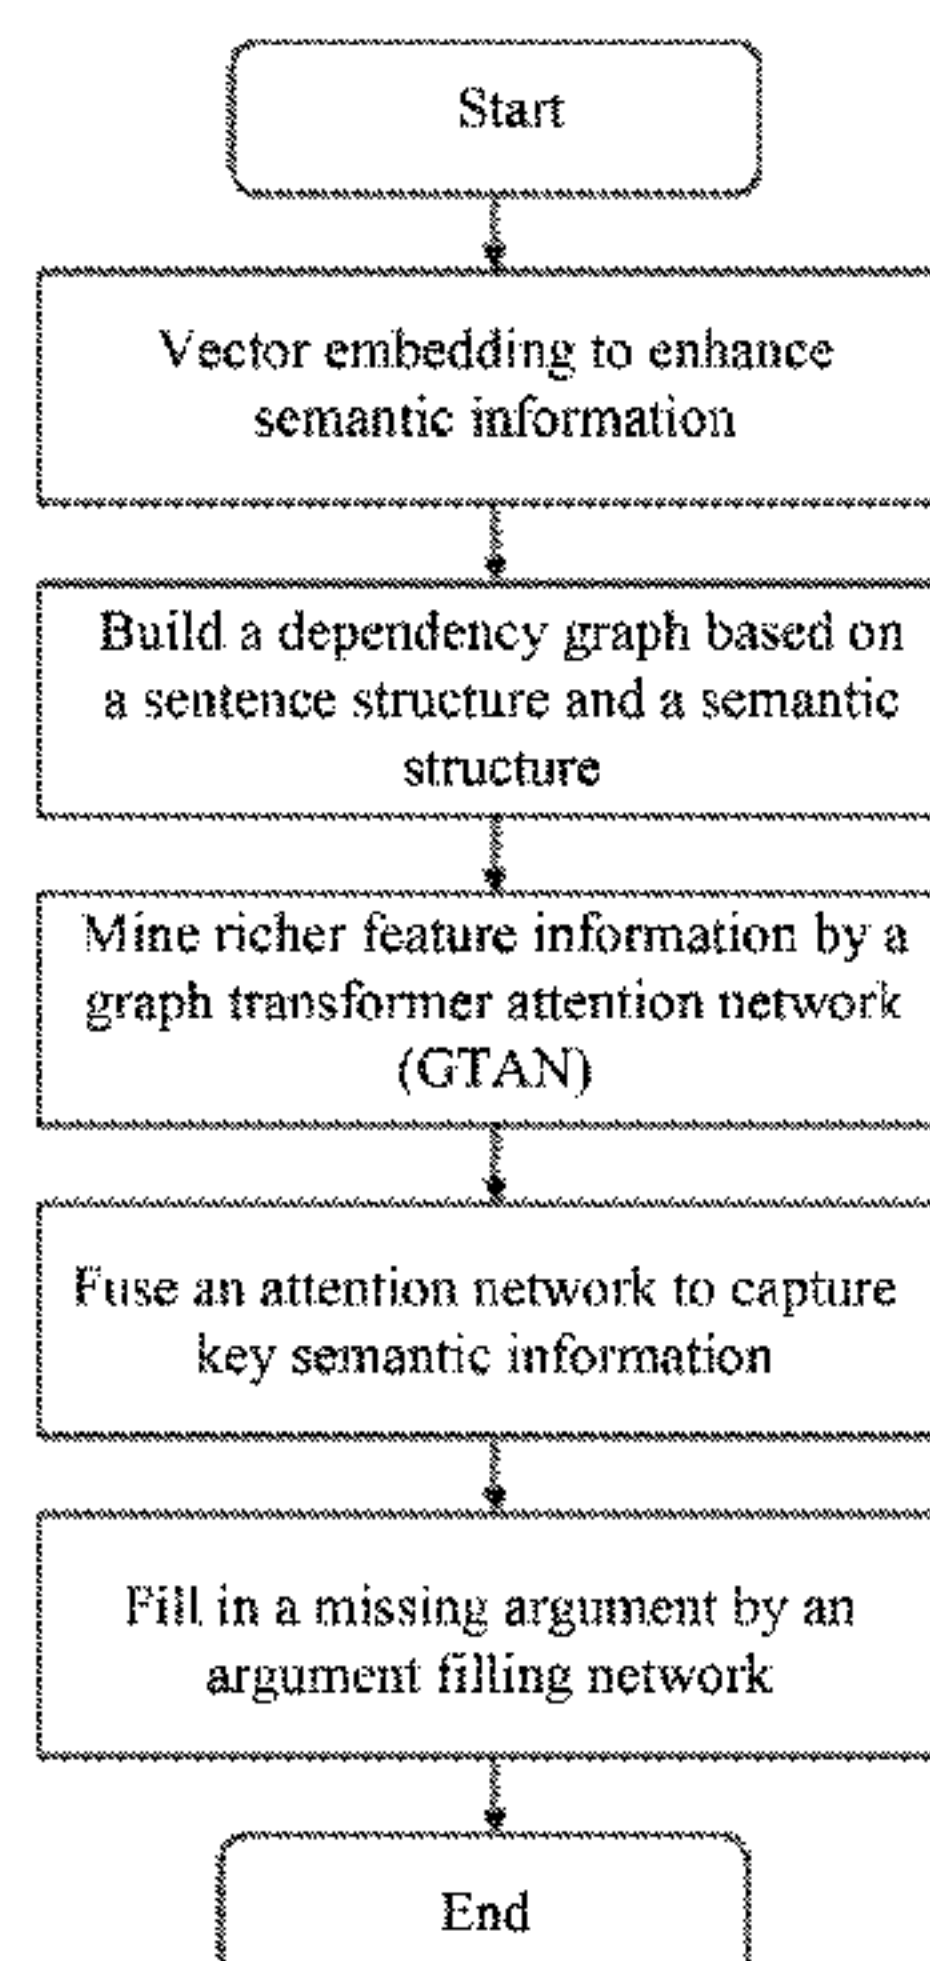 Start
Vector embedding to enhance
semantic information
Build a dependency graph based on
a sentence structure and a semantic
structure
Mine richer feature information by a
graph transformer attention network
(GTAN)
Fuse an attention network to capture
key semantic information
Fill in a missing argument by an
argument filling network
End